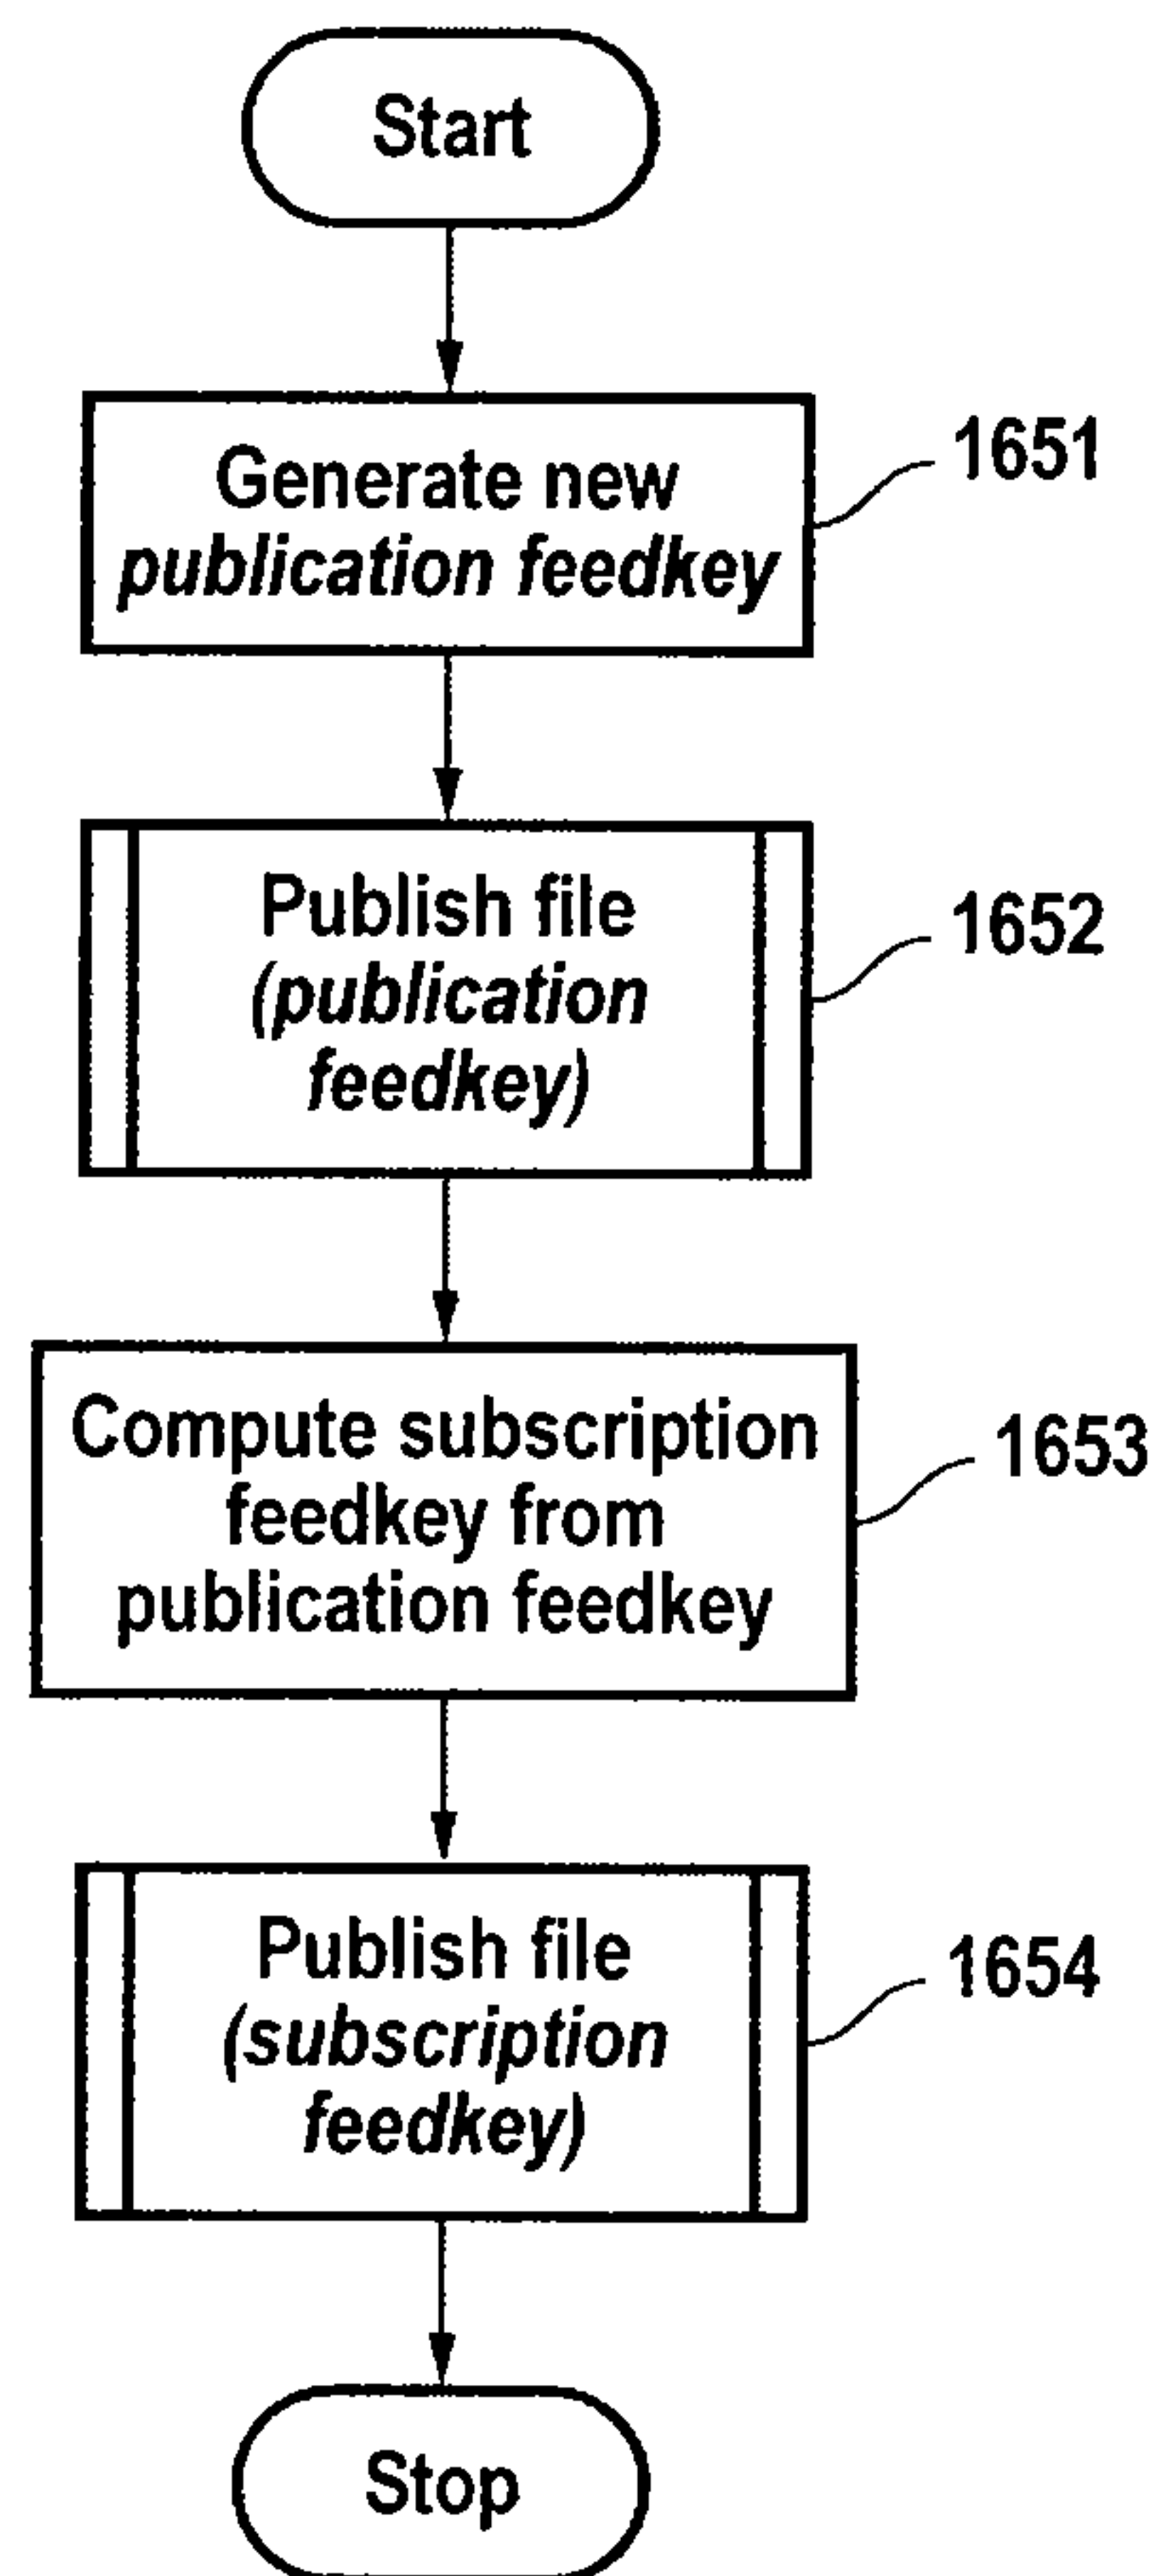 Start
Generate new
publication feedkey
1651
Publish file
(publication
feedkey)
1652
Compute subscription
feedkey from
publication feedkey
1653
Publish file
(subscription
feedkey)
1654
Stop